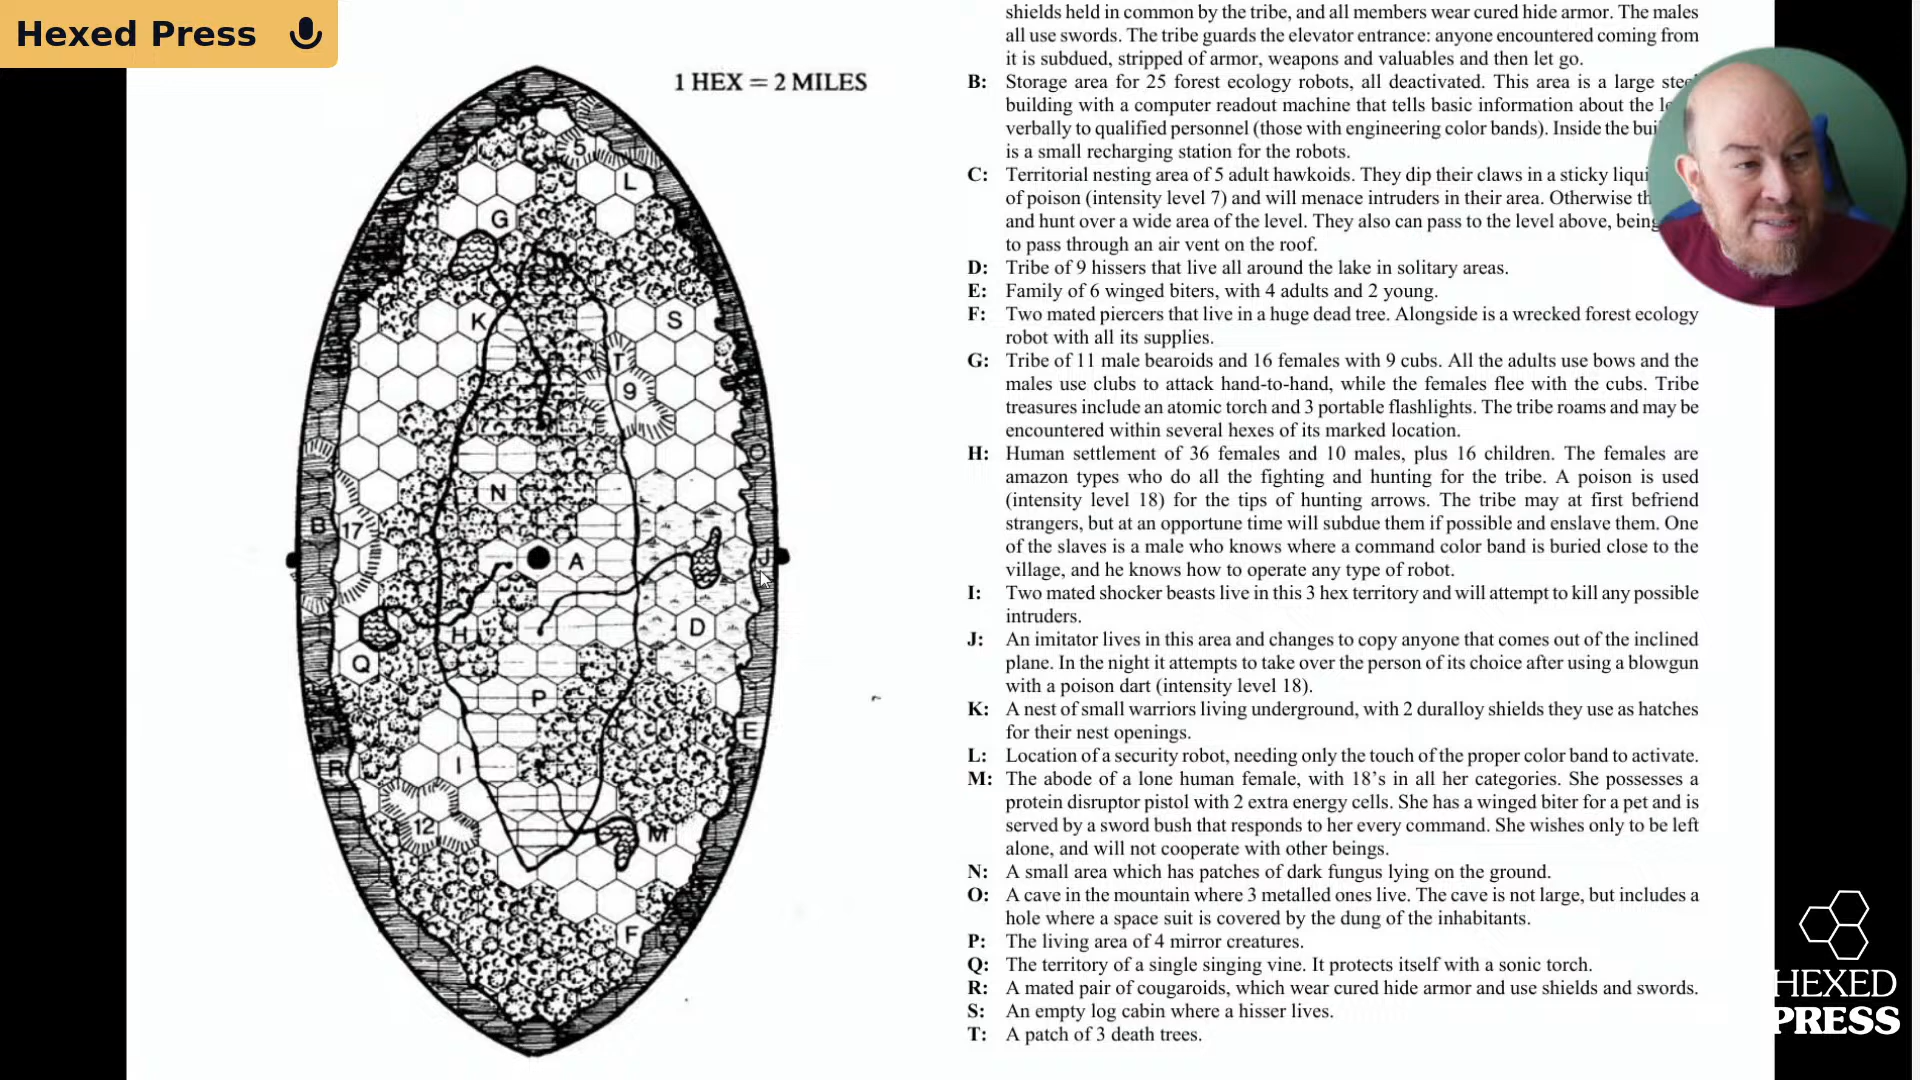 Hexed Press
1 HEX = 2 MILES
5
C
L
G
K
S
T
9
O
N
B
17
A
J
H
D
Q
P
E
R
I
12
M
F
shields held in common by the tribe, and all members wear cured hide armor. The males
all use swords. The tribe guards the elevator entrance: anyone encountered coming from
it is subdued, stripped of armor, weapons and valuables and then let go.
B: Storage area for 25 forest ecology robots, all deactivated. This area is a large
building with a computer readout machine that tells basic information about the
verbally to qualified personnel (those with engineering color bands). Inside the
is a small recharging station for the robots.
C: Territorial nesting area of 5 adult hawkoids. They dip their claws in a sticky
of poison (intensity level 7) and will menace intruders in their area. Otherwise
and hunt over a wide area of the level. They also can pass to the level above, being
to pass through an air vent on the roof.
D: Tribe of 9 hissers that live all around the lake in solitary areas.
E: Family of 6 winged biters, with 4 adults and 2 young.
F: Two mated piercers that live in a huge dead tree. Alongside is a wrecked forest ecology
robot with all its supplies.
G: Tribe of 11 male bearoids and 16 females with 9 cubs. All the adults use bows and the
males use clubs to attack hand-to-hand, while the females flee with the cubs. Tribe
treasures include an atomic torch and 3 portable flashlights. The tribe roams and may be
encountered within several hexes of its marked location.
H: Human settlement of 36 females and 10 males, plus 16 children. The females are
amazon types who do all the fighting and hunting for the tribe. A poison is used
(intensity level 18) for the tips of hunting arrows. The tribe may at first befriend
strangers, but at an opportune time will subdue them if possible and enslave them. One
of the slaves is a male who knows where a command color band is buried close to the
village, and he knows how to operate any type of robot.
I: Two mated shocker beasts live in this 3 hex territory and will attempt to kill any possible
intruders.
J: An imitator lives in this area and changes to copy anyone that comes out of the inclined
plane. In the night it attempts to take over the person of its choice after using a blowgun
with a poison dart (intensity level 18).
K: A nest of small warriors living underground, with 2 duralloy shields they use as hatches
for their nest openings.
L: Location of a security robot, needing only the touch of the proper color band to activate.
M: The abode of a lone human female, with 18's in all her categories. She possesses a
protein disruptor pistol with 2 extra energy cells. She has a winged biter for a pet and is
served by a sword bush that responds to her every command. She wishes only to be left
alone, and will not cooperate with other beings.
N: A small area which has patches of dark fungus lying on the ground.
O: A cave in the mountain where 3 metalled ones live. The cave is not large, but includes a
hole where a space suit is covered by the dung of the inhabitants.
P: The living area of 4 mirror creatures.
Q: The territory of a single singing vine. It protects itself with a sonic torch.
R: A mated pair of cougaroids, which wear cured hide armor and use shields and swords.
S: An empty log cabin where a hisser lives.
T: A patch of 3 death trees.
HEXED
PRESS